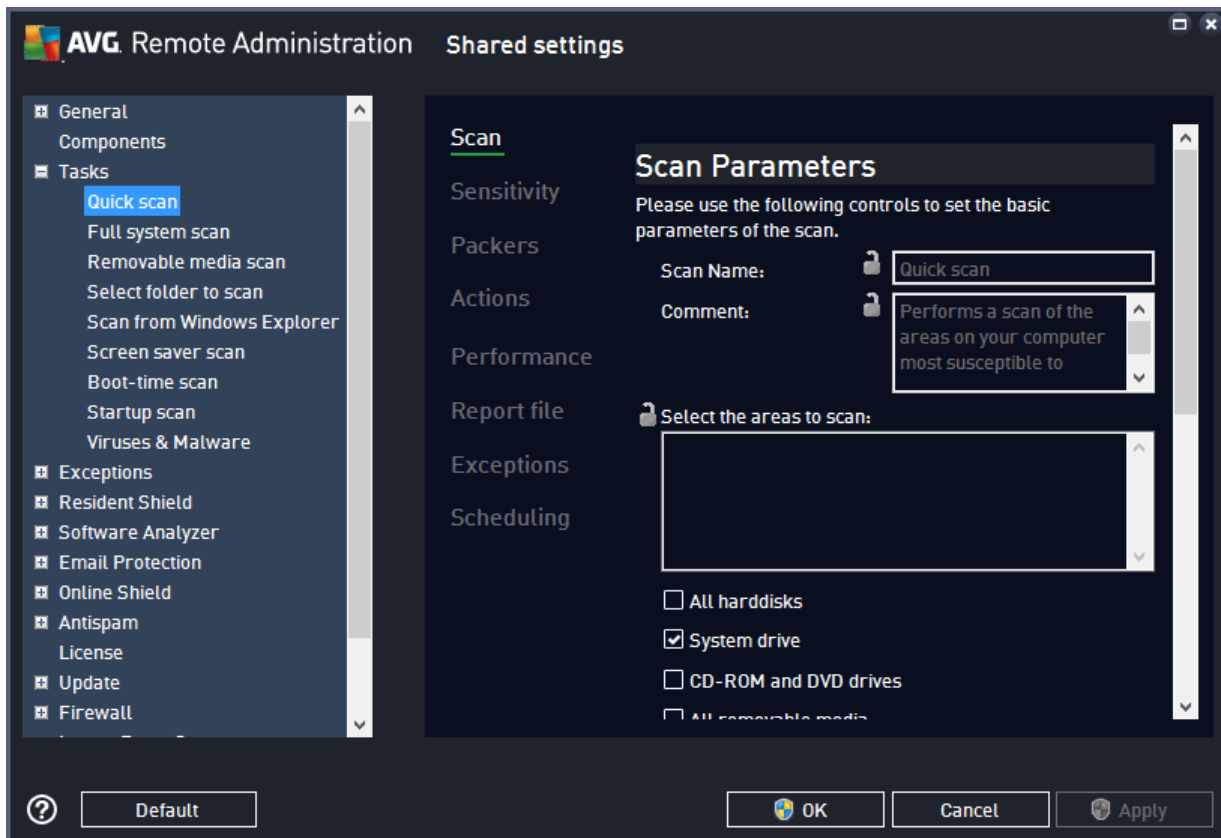 AVG. Remote Administration
Shared settings
General
Components
Tasks
Quick scan
Full system scan
Removable media scan
Select folder to scan
Scan from Windows Explorer
Screen saver scan
Boot-time scan
Startup scan
Viruses & Malware
Exceptions
Resident Shield
Software Analyzer
Email Protection
Online Shield
Antispam
License
Update
Firewall
Scan
Sensitivity
Packers
Actions
Performance
Report file
Exceptions
Scheduling
Scan Parameters
Please use the following controls to set the basic
parameters of the scan.
Scan Name:
Quick scan
Comment:
Performs a scan of the
areas on your computer
most susceptible to
Select the areas to scan:
All harddisks
System drive
CD-ROM and DVD drives
All removable media
Default
OK
Cancel
Apply